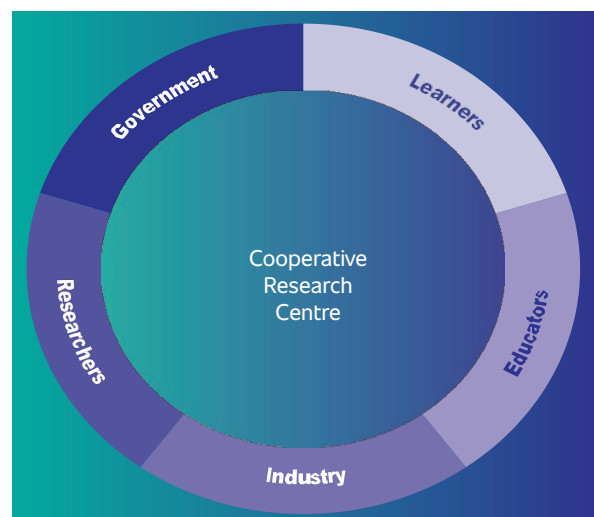 Government
Learners
Cooperative
Research
Centre
Researchers
Educators
Industry